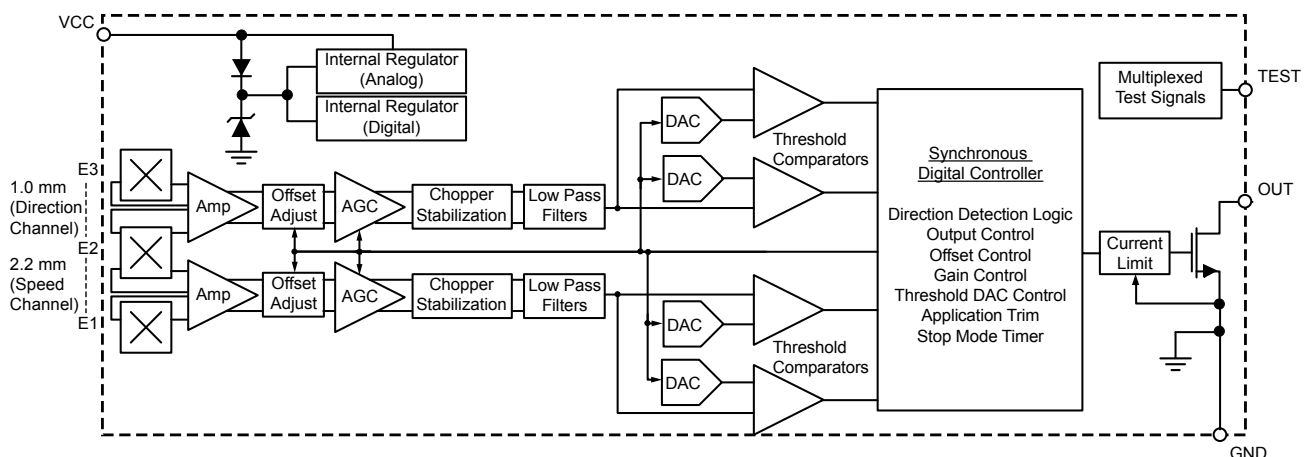 VCC
Internal Regulator
(Analog)
Internal Regulator
(Digital)
Multiplexed
Test Signals
TEST
DAC
DAC
Threshold
Comparators
Synchronous
Digital Controller
Direction Detection Logic
Output Control
Offset Control
Gain Control
Threshold DAC Control
Application Trim
Stop Mode Timer
E3
1.0 mm
(Direction
Channel)
E2
2.2 mm
(Speed
Channel)
E1
Amp
Offset
Adjust
AGC
Chopper
Stabilization
Low Pass
Filters
Amp
Offset
Adjust
AGC
Chopper
Stabilization
Low Pass
Filters
DAC
DAC
Threshold
Comparators
Current
Limit
OUT
GND